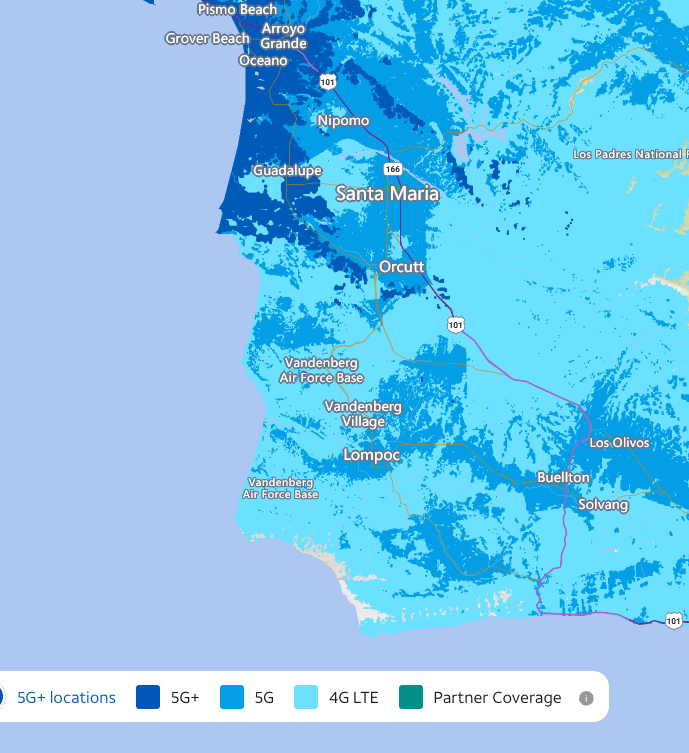 Pismo Beach
Arroyo
Grande
Grover Beach
Oceano
101
Nipomo
Los Padres National
166
Guadalupe
Santa Maria
Orcutt
101
Vandenberg
Air Force Base
Vandenberg
Village
Los Olivos
Lompoc
Buellton
Vandenberg
Air Force Base
Solvang
101
5G+ locations
5G+
5G
4G LTE
Partner Coverage
i